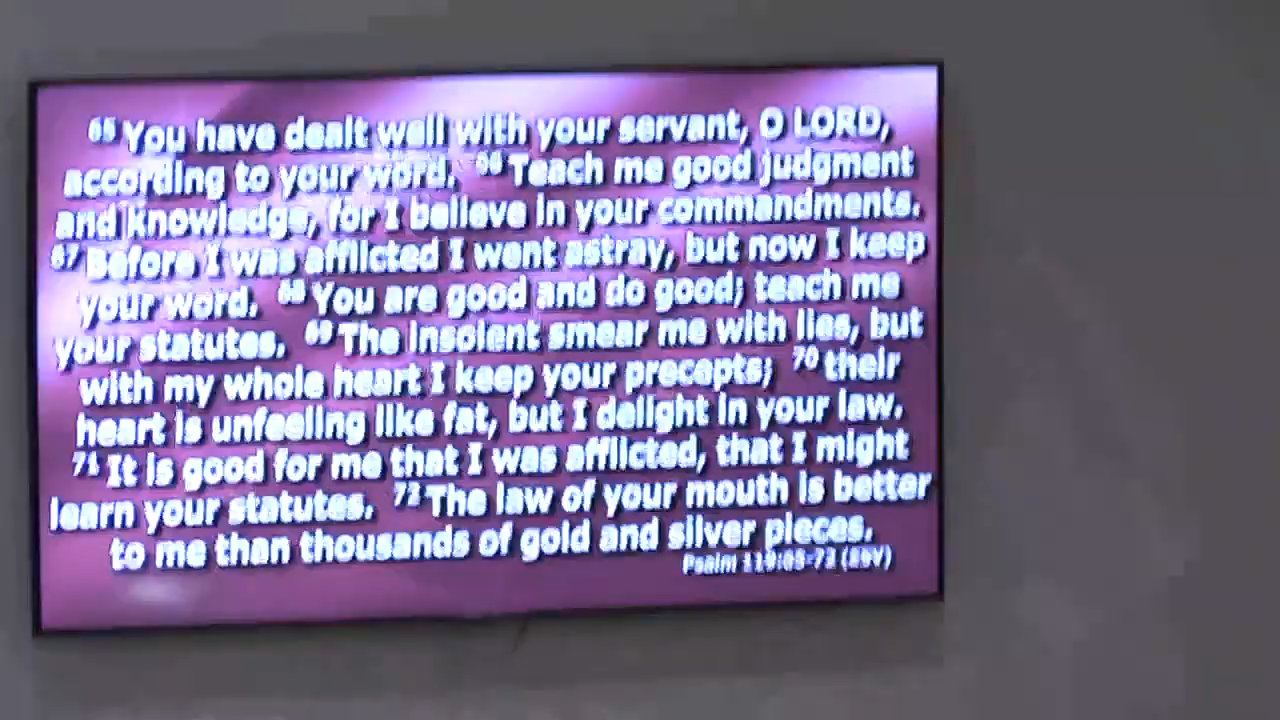 65 You have dealt well with your servant, O LORD,
according to your word. 66 Teach me good judgment
and knowledge, for I believe in your commandments.
67 Before I was afflicted I went astray, but now I keep
your word. 68 You are good and do good; teach me
your statutes. 69 The insolent smear me with lies, but
with my whole heart I keep your precepts; 70 their
heart is unfeeling like fat, but I delight in your law.
71 It is good for me that I was afflicted, that I might
learn your statutes. 72 The law of your mouth is better
to me than thousands of gold and silver pieces.
Psalm 119:65-72 (ESV)